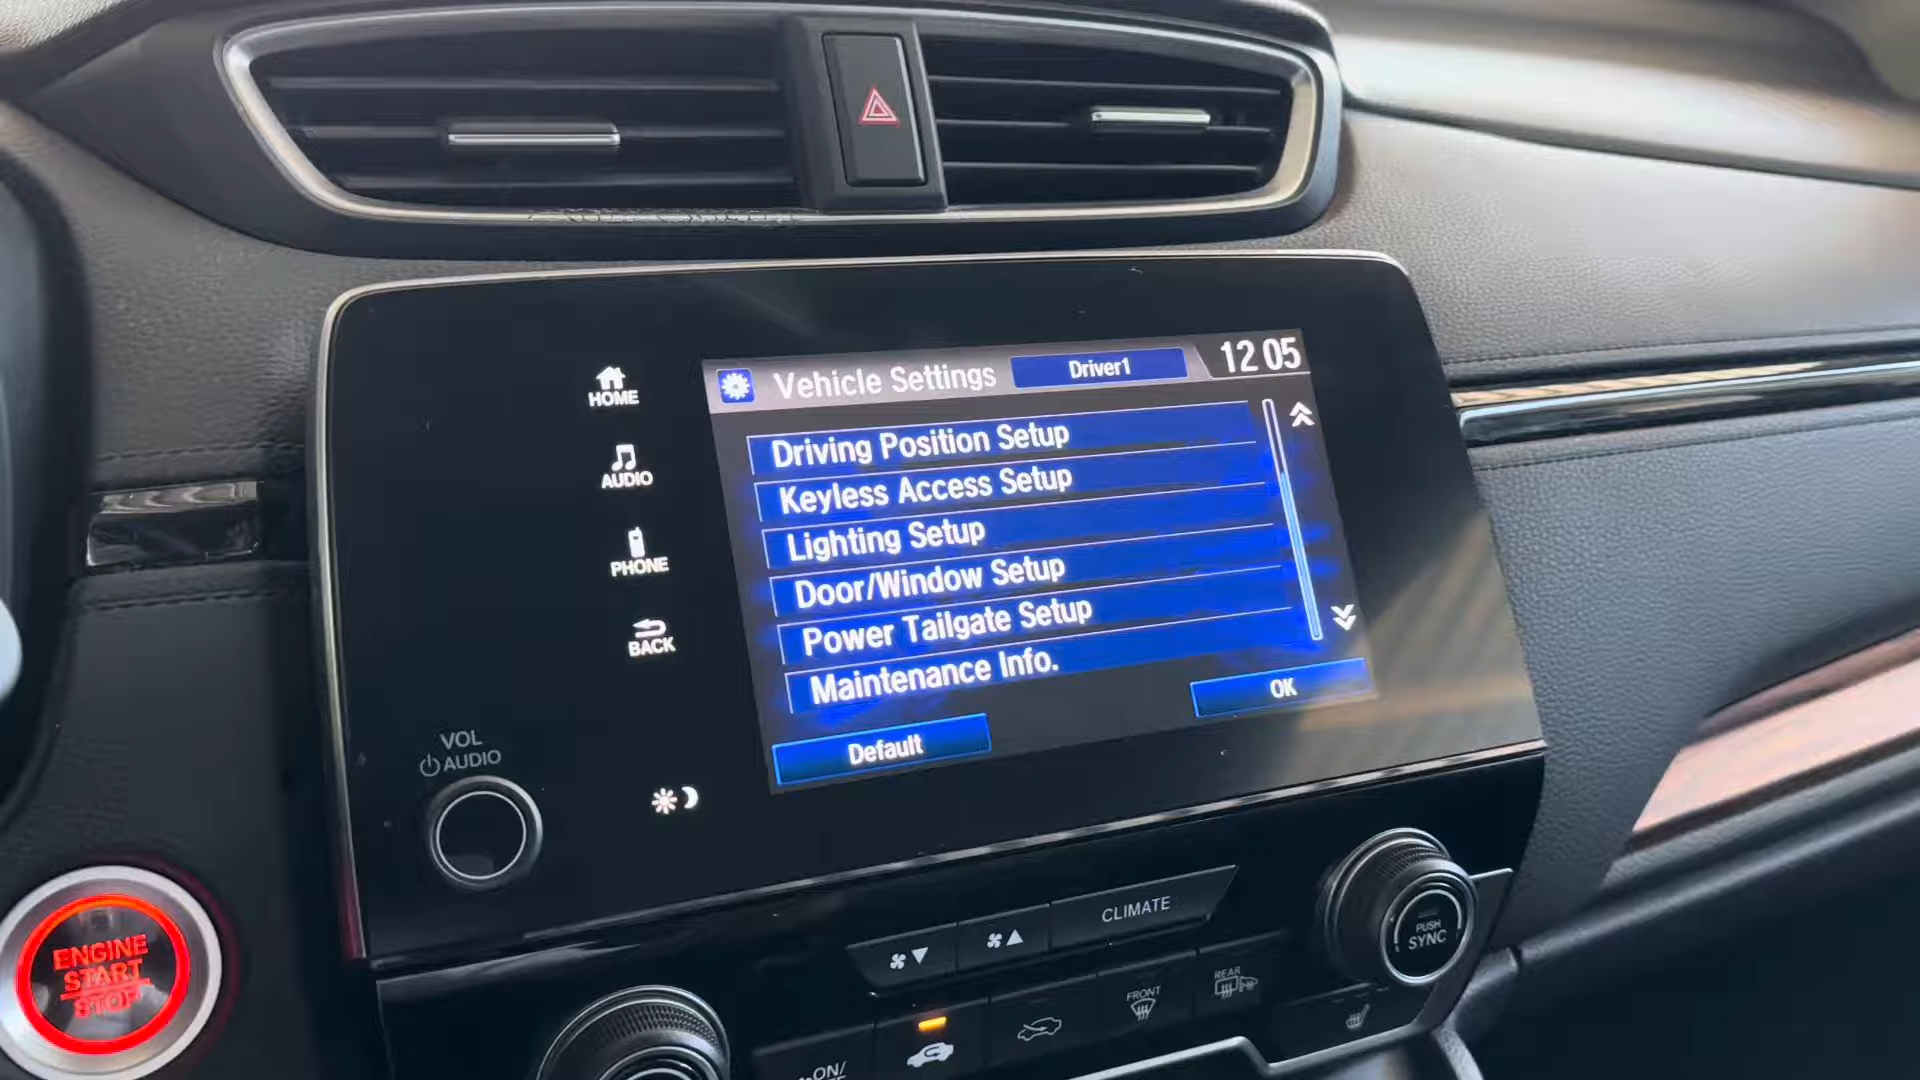 Vehicle Settings
Driver1
12 05
HOME
Driving Position Setup
Keyless Access Setup
AUDIO
Lighting Setup
Door/Window Setup
PHONE
Power Tailgate Setup
BACK
Maintenance Info.
OK
Default
VOL
AUDIO
CLIMATE
PUSH
SYNC
ENGINE
START
STOP
FRONT
REAR
ON/